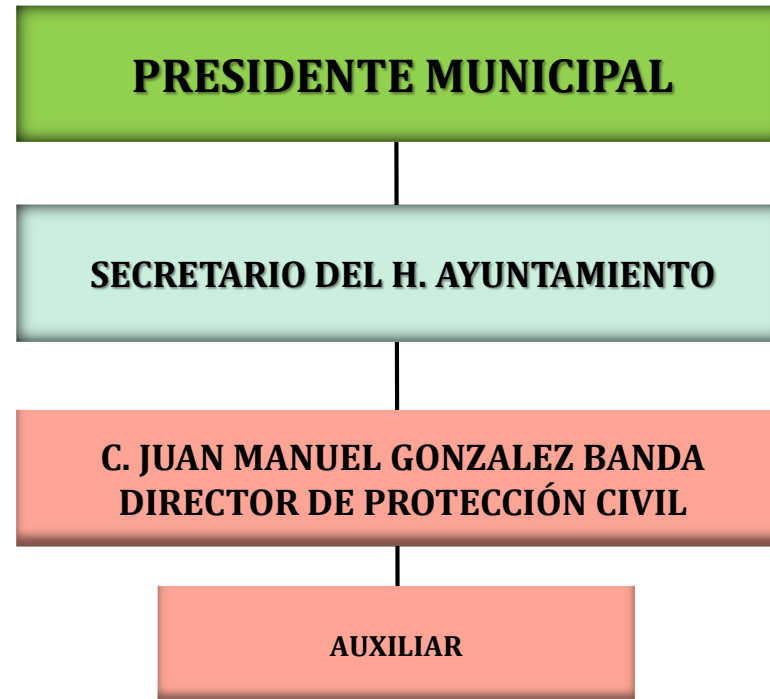 PRESIDENTE MUNICIPAL
SECRETARIO DEL H. AYUNTAMIENTO
C. JUAN MANUEL GONZALEZ BANDA
DIRECTOR DE PROTECCIÓN CIVIL
AUXILIAR